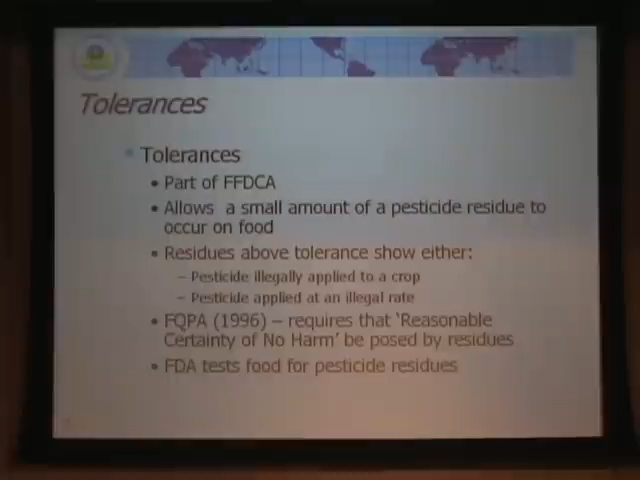 Tolerances
Tolerances
• Part of FFDCA
• Allows a small amount of a pesticide residue to
occur on food
• Residues above tolerance show either:
– Pesticide illegally applied to a crop
– Pesticide applied at an illegal rate
• FQPA (1996) – requires that ‘Reasonable
Certainty of No Harm’ be posed by residues
• FDA tests food for pesticide residues